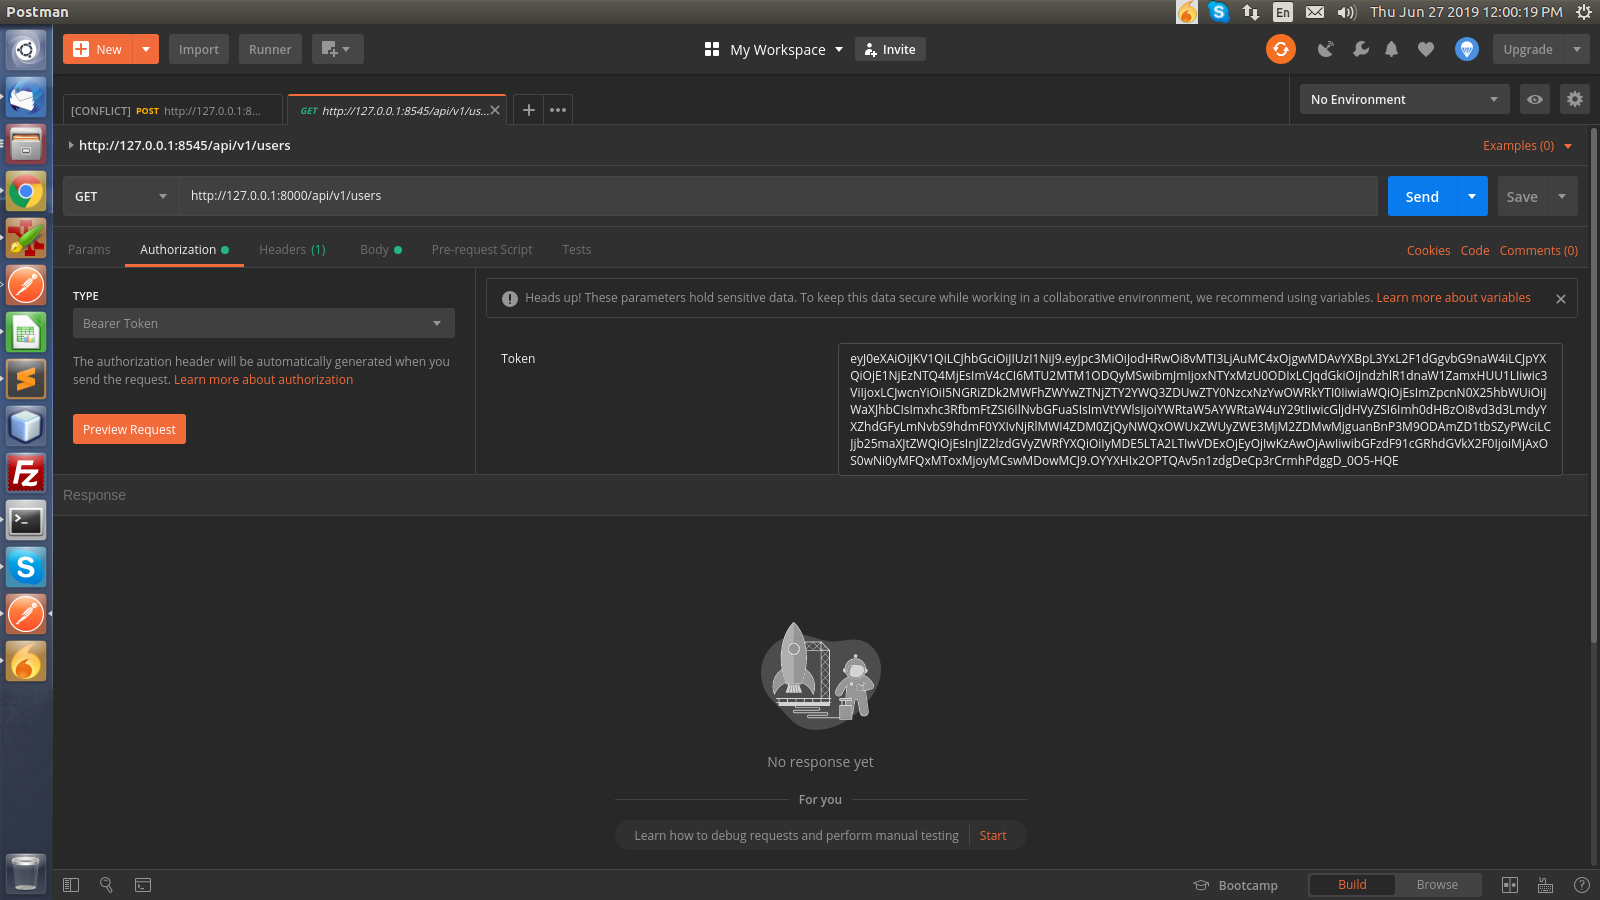 Postman
En
Thu Jun 27 2019 12:00:19 PM
New
Import
Runner
My Workspace
Invite
Upgrade
[CONFLICT] POST http://127.0.0.1:8...
GET http://127.0.0.1:8545/api/v1/us...
No Environment
http://127.0.0.1:8545/api/v1/users
Examples (0)
GET
http://127.0.0.1:8000/api/v1/users
Send
Save
Params
Authorization
Headers (1)
Body
Pre-request Script
Tests
Cookies
Code
Comments (0)
TYPE
Bearer Token
The authorization header will be automatically generated when you
send the request. Learn more about authorization
Preview Request
Heads up! These parameters hold sensitive data. To keep this data secure while working in a collaborative environment, we recommend using variables. Learn more about variables
Token
Response
No response yet
For you
Learn how to debug requests and perform manual testing
Start
Bootcamp
Build
Browse